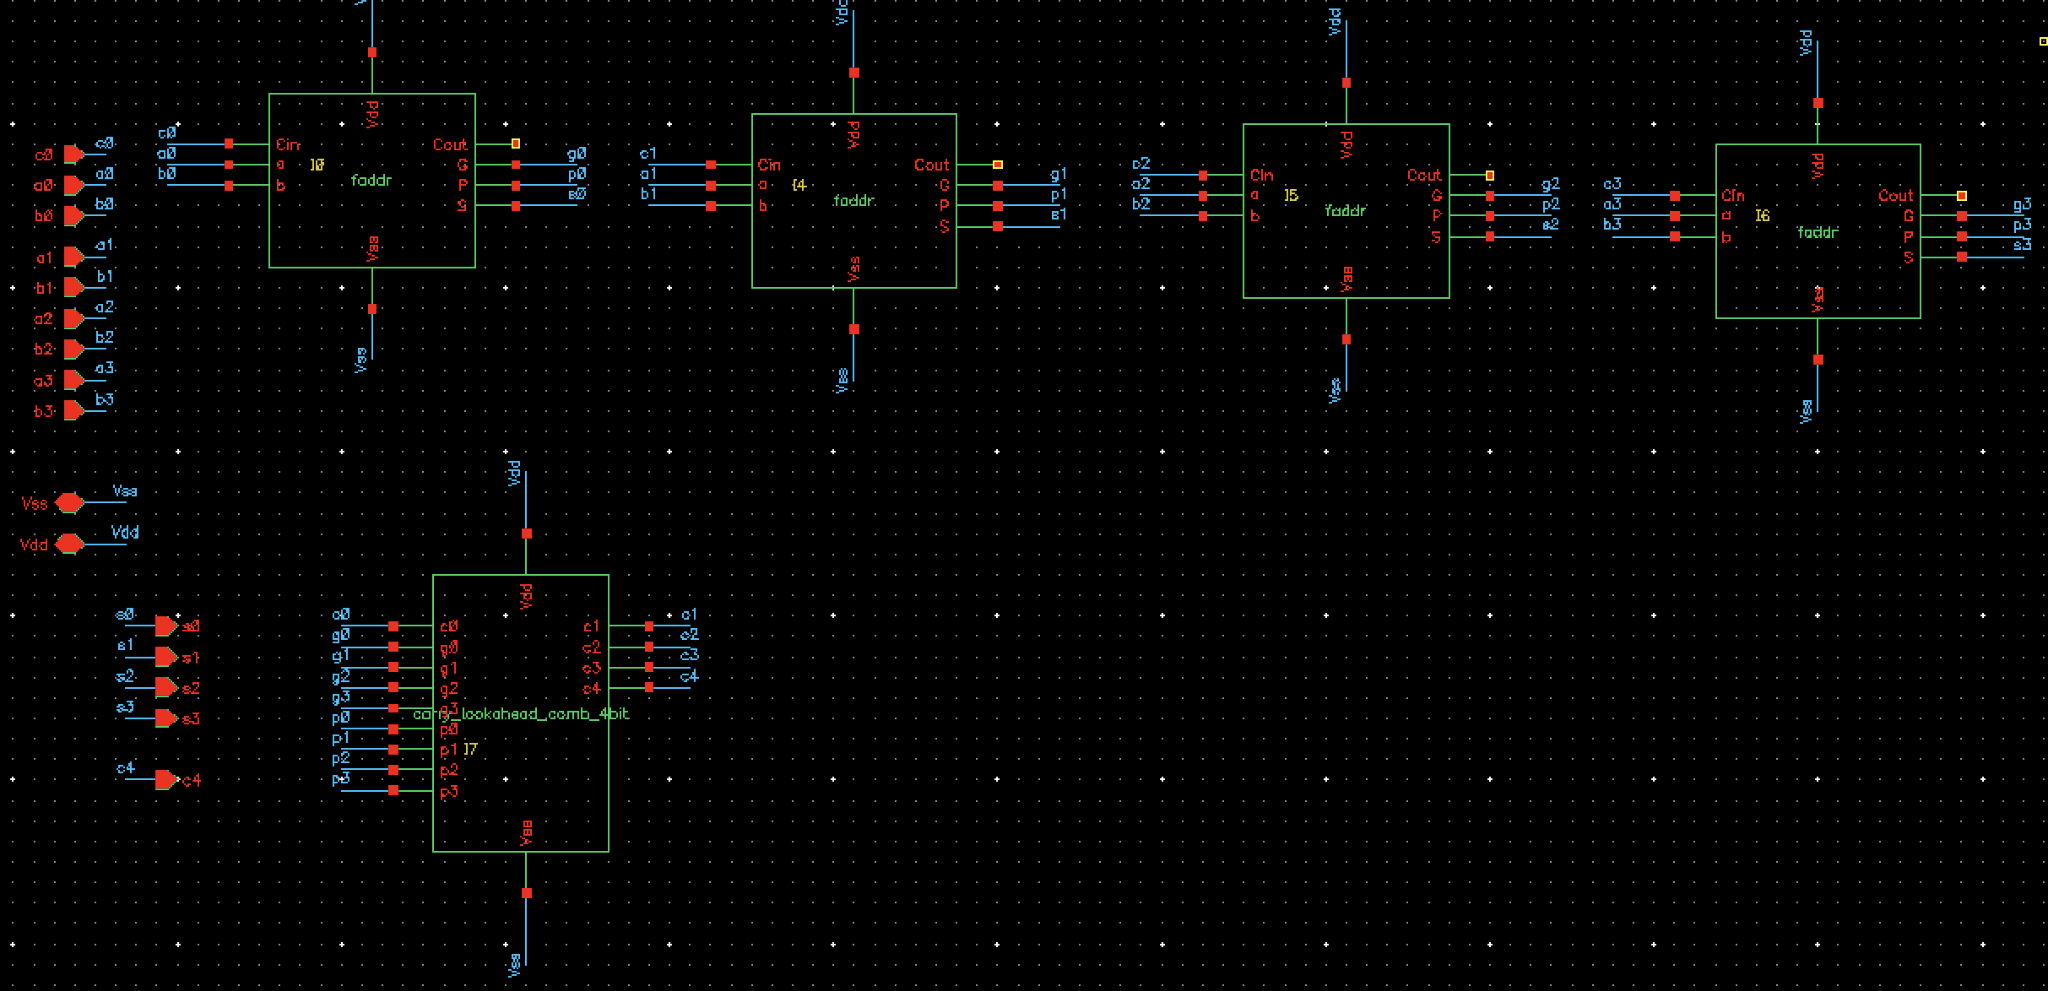 Vdd
Vdd
Vdd
c0
a0
b0
a1
b1
a2
b2
a3
b3
c0
a0
b0
a1
b1
a2
b2
a3
b3
c0
a0
b0
Vdd
Cin
a
b
I0
faddr
Cout
G
P
S
Vss
g0
p0
s0
Vss
c1
a1
b1
Vdd
Cin
a
b
I4
faddr
Cout
G
P
S
Vss
g1
p1
s1
Vss
c2
a2
b2
Vdd
Cin
a
b
I5
faddr
Cout
G
P
S
Vss
g2
p2
s2
Vss
c3
a3
b3
Vdd
Cin
a
b
I6
faddr
Cout
G
P
S
Vss
g3
p3
s3
Vss
Vss
Vss
Vdd
Vdd
s0
s0
s1
s1
s2
s2
s3
s3
c4
c4
Vdd
Vdd
c0
g0
g1
g2
g3
p0
p1
p2
p3
c0
g0
g1
g2
g3
carry_lookahead_comb_4bit
p0
p1
I7
p2
p3
c1
c2
c3
c4
c1
c2
c3
c4
Vss
Vss